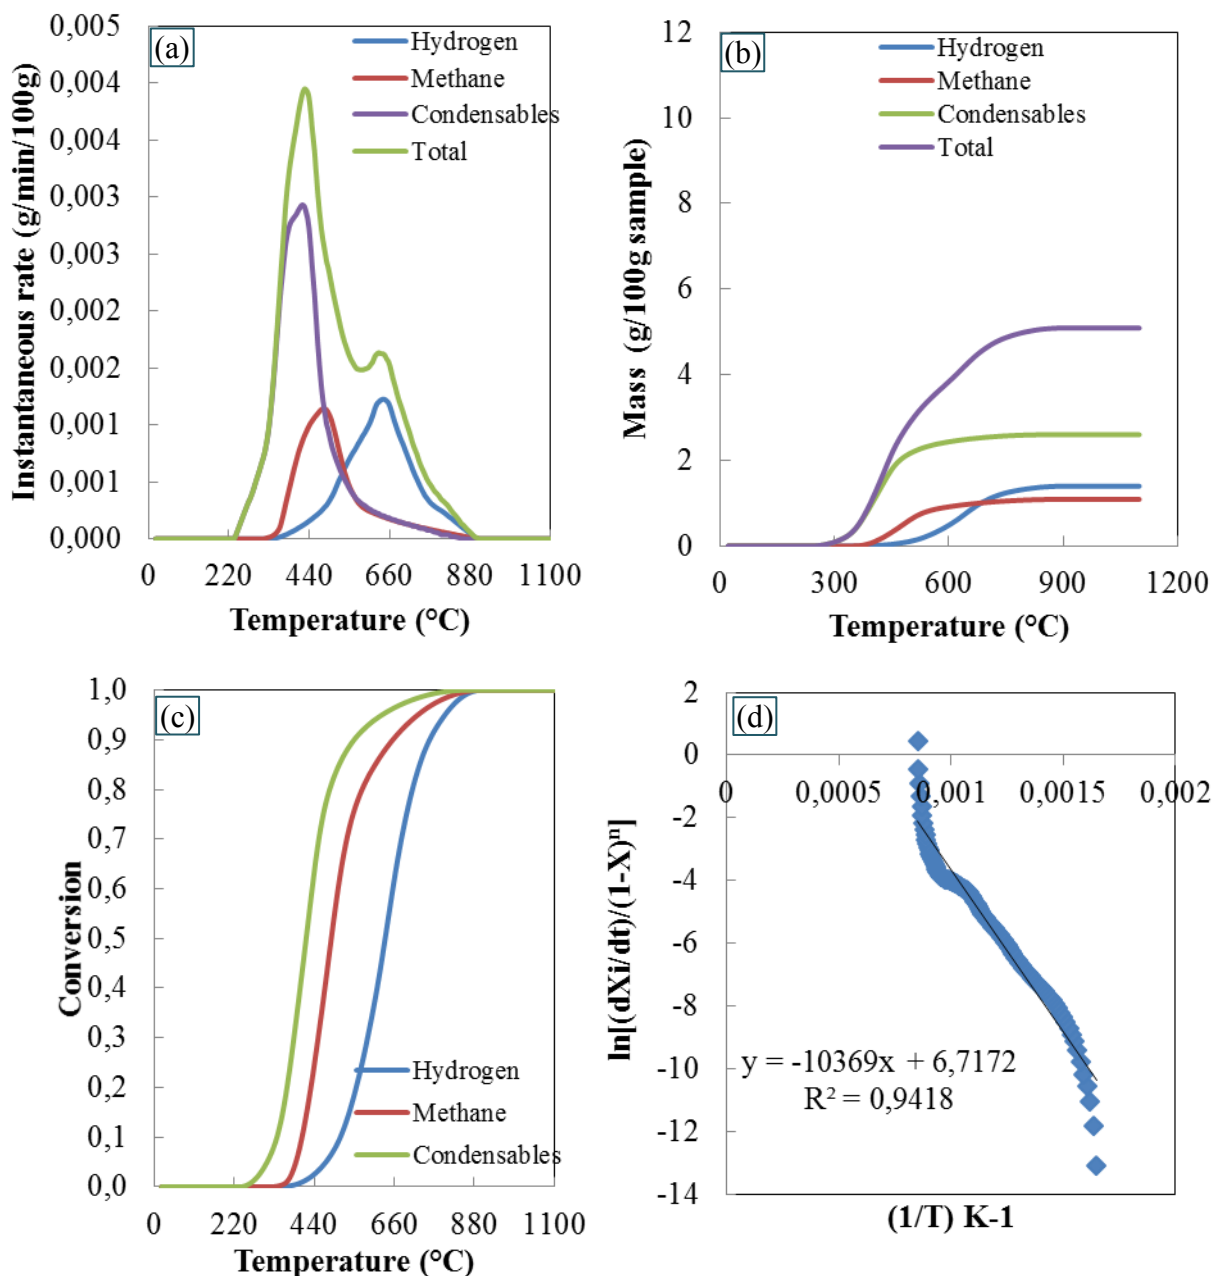 (a)
Instantaneous rate (g/min/100g)
0,005
0,004
0,004
0,003
0,003
0,002
0,002
0,001
0,001
0,000
Hydrogen
Methane
Condensables
Total
0 220 440 660 880 1100
Temperature (°C)
(b)
Mass (g/100g sample)
12
10
8
6
4
2
0
Hydrogen
Methane
Condensables
Total
0 300 600 900 1200
Temperature (°C)
(c)
Conversion
1,0
0,9
0,8
0,7
0,6
0,5
0,4
0,3
0,2
0,1
0,0
Hydrogen
Methane
Condensables
0 220 440 660 880 1100
Temperature (°C)
(d)
ln[(dXi/dt)/(1-X)ⁿ]
2
0
-2
-4
-6
-8
-10
-12
-14
0 0,0005 0,001 0,0015 0,002
y = -10369x + 6,7172
R² = 0,9418
(1/T) K-1